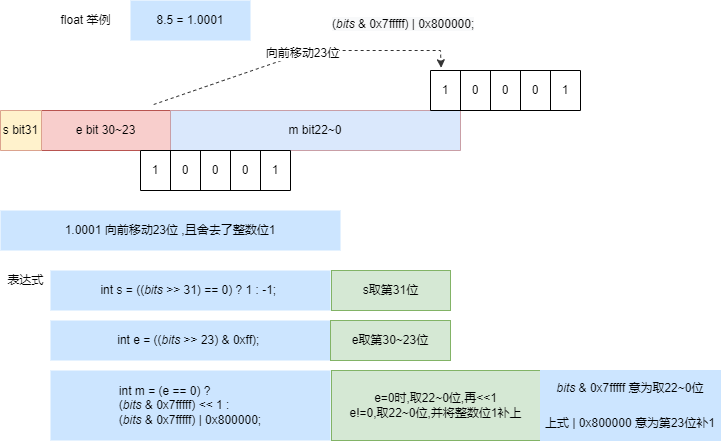 float 举例
8.5 = 1.0001
(bits & 0x7fffff) | 0x800000;
向前移动23位
1 0 0 0 1
s bit31
e bit 30~23
m bit22~0
1 0 0 0 1
1.0001 向前移动23位 ,且舍去了整数位1
表达式
int s = ((bits >> 31) == 0) ? 1 : -1;
s取第31位
int e = ((bits >> 23) & 0xff);
e取第30~23位
int m = (e == 0) ?
(bits & 0x7fffff) << 1 :
(bits & 0x7fffff) | 0x800000;
e=0时,取22~0位,再<<1
e!=0,取22~0位,并将整数位1补上
bits & 0x7fffff 意为取22~0位
上式 | 0x800000 意为第23位补1